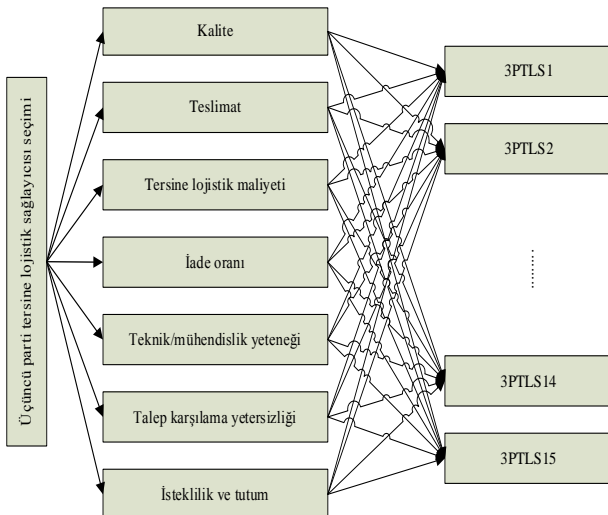 Üçüncü parti tersine lojistik sağlayıcısı seçimi
Kalite
Teslimat
Tersine lojistik maliyeti
İade oranı
Teknik/mühendislik yeteneği
Talep karşılama yetersizliği
İsteklilik ve tutum
3PTLS1
3PTLS2
........
3PTLS14
3PTLS15